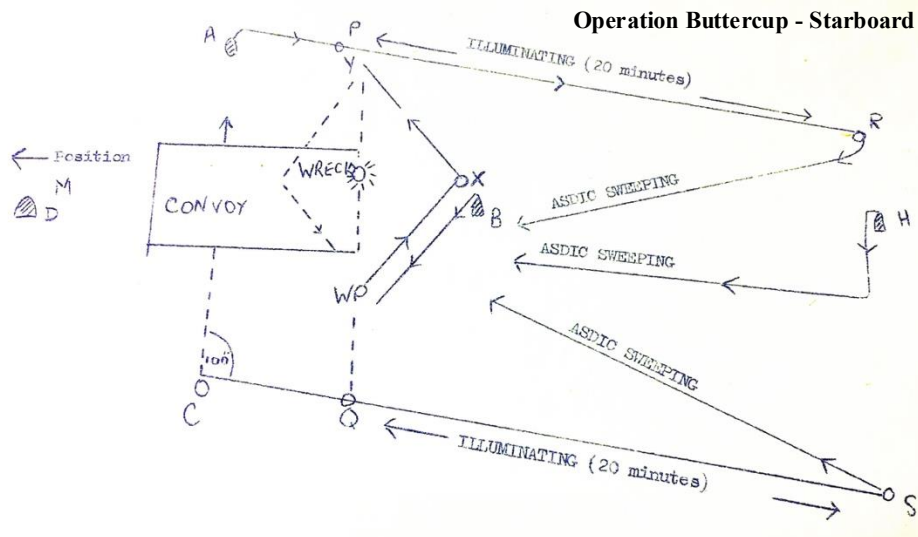 Operation Buttercup - Starboard
A
P
ILLUMINATING (20 minutes)
Y
R
Position
M
D
WRECK
CONVOY
X
B
ASDIC SWEEPING
H
ASDIC SWEEPING
WP
ASDIC SWEEPING
100°
C
Q
ILLUMINATING (20 minutes)
S